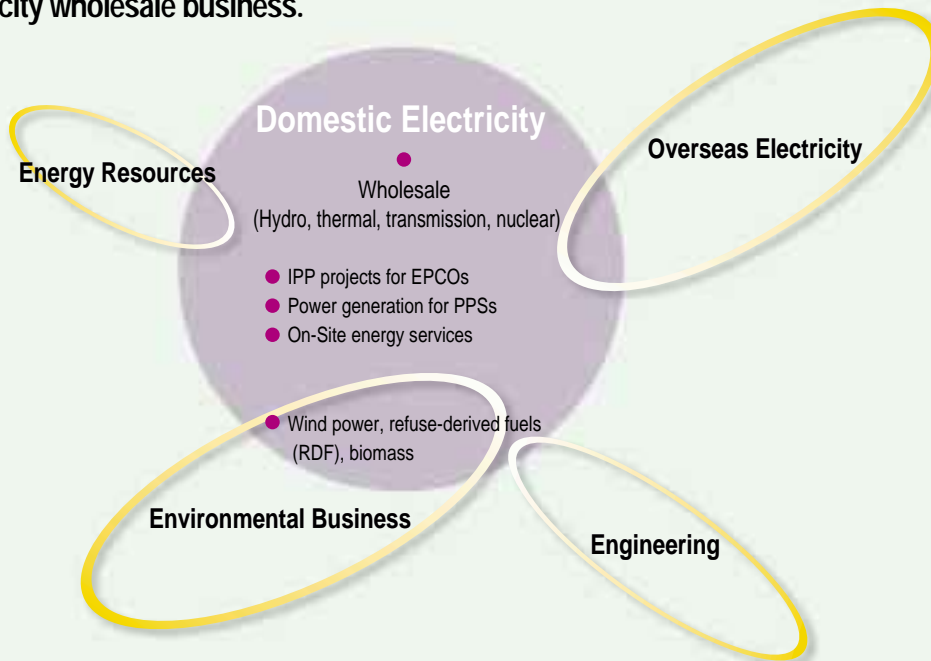 city wholesale business.
Domestic Electricity
Overseas Electricity
Energy Resources
Wholesale
(Hydro, thermal, transmission, nuclear)
IPP projects for EPCOs
Power generation for PPSs
On-Site energy services
Wind power, refuse-derived fuels
(RDF), biomass
Environmental Business
Engineering